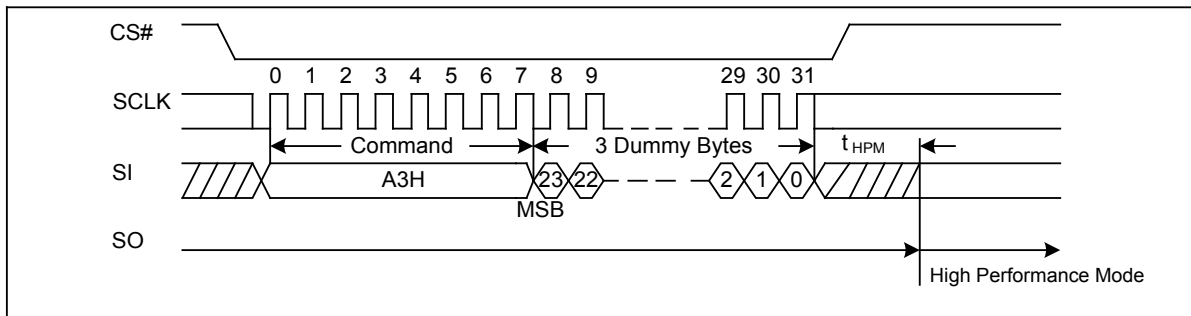 CS#
0 1 2 3 4 5 6 7 8 9 29 30 31
SCLK
Command 3 Dummy Bytes tHPM
SI A3H 23 22 2 1 0
MSB
SO
High Performance Mode